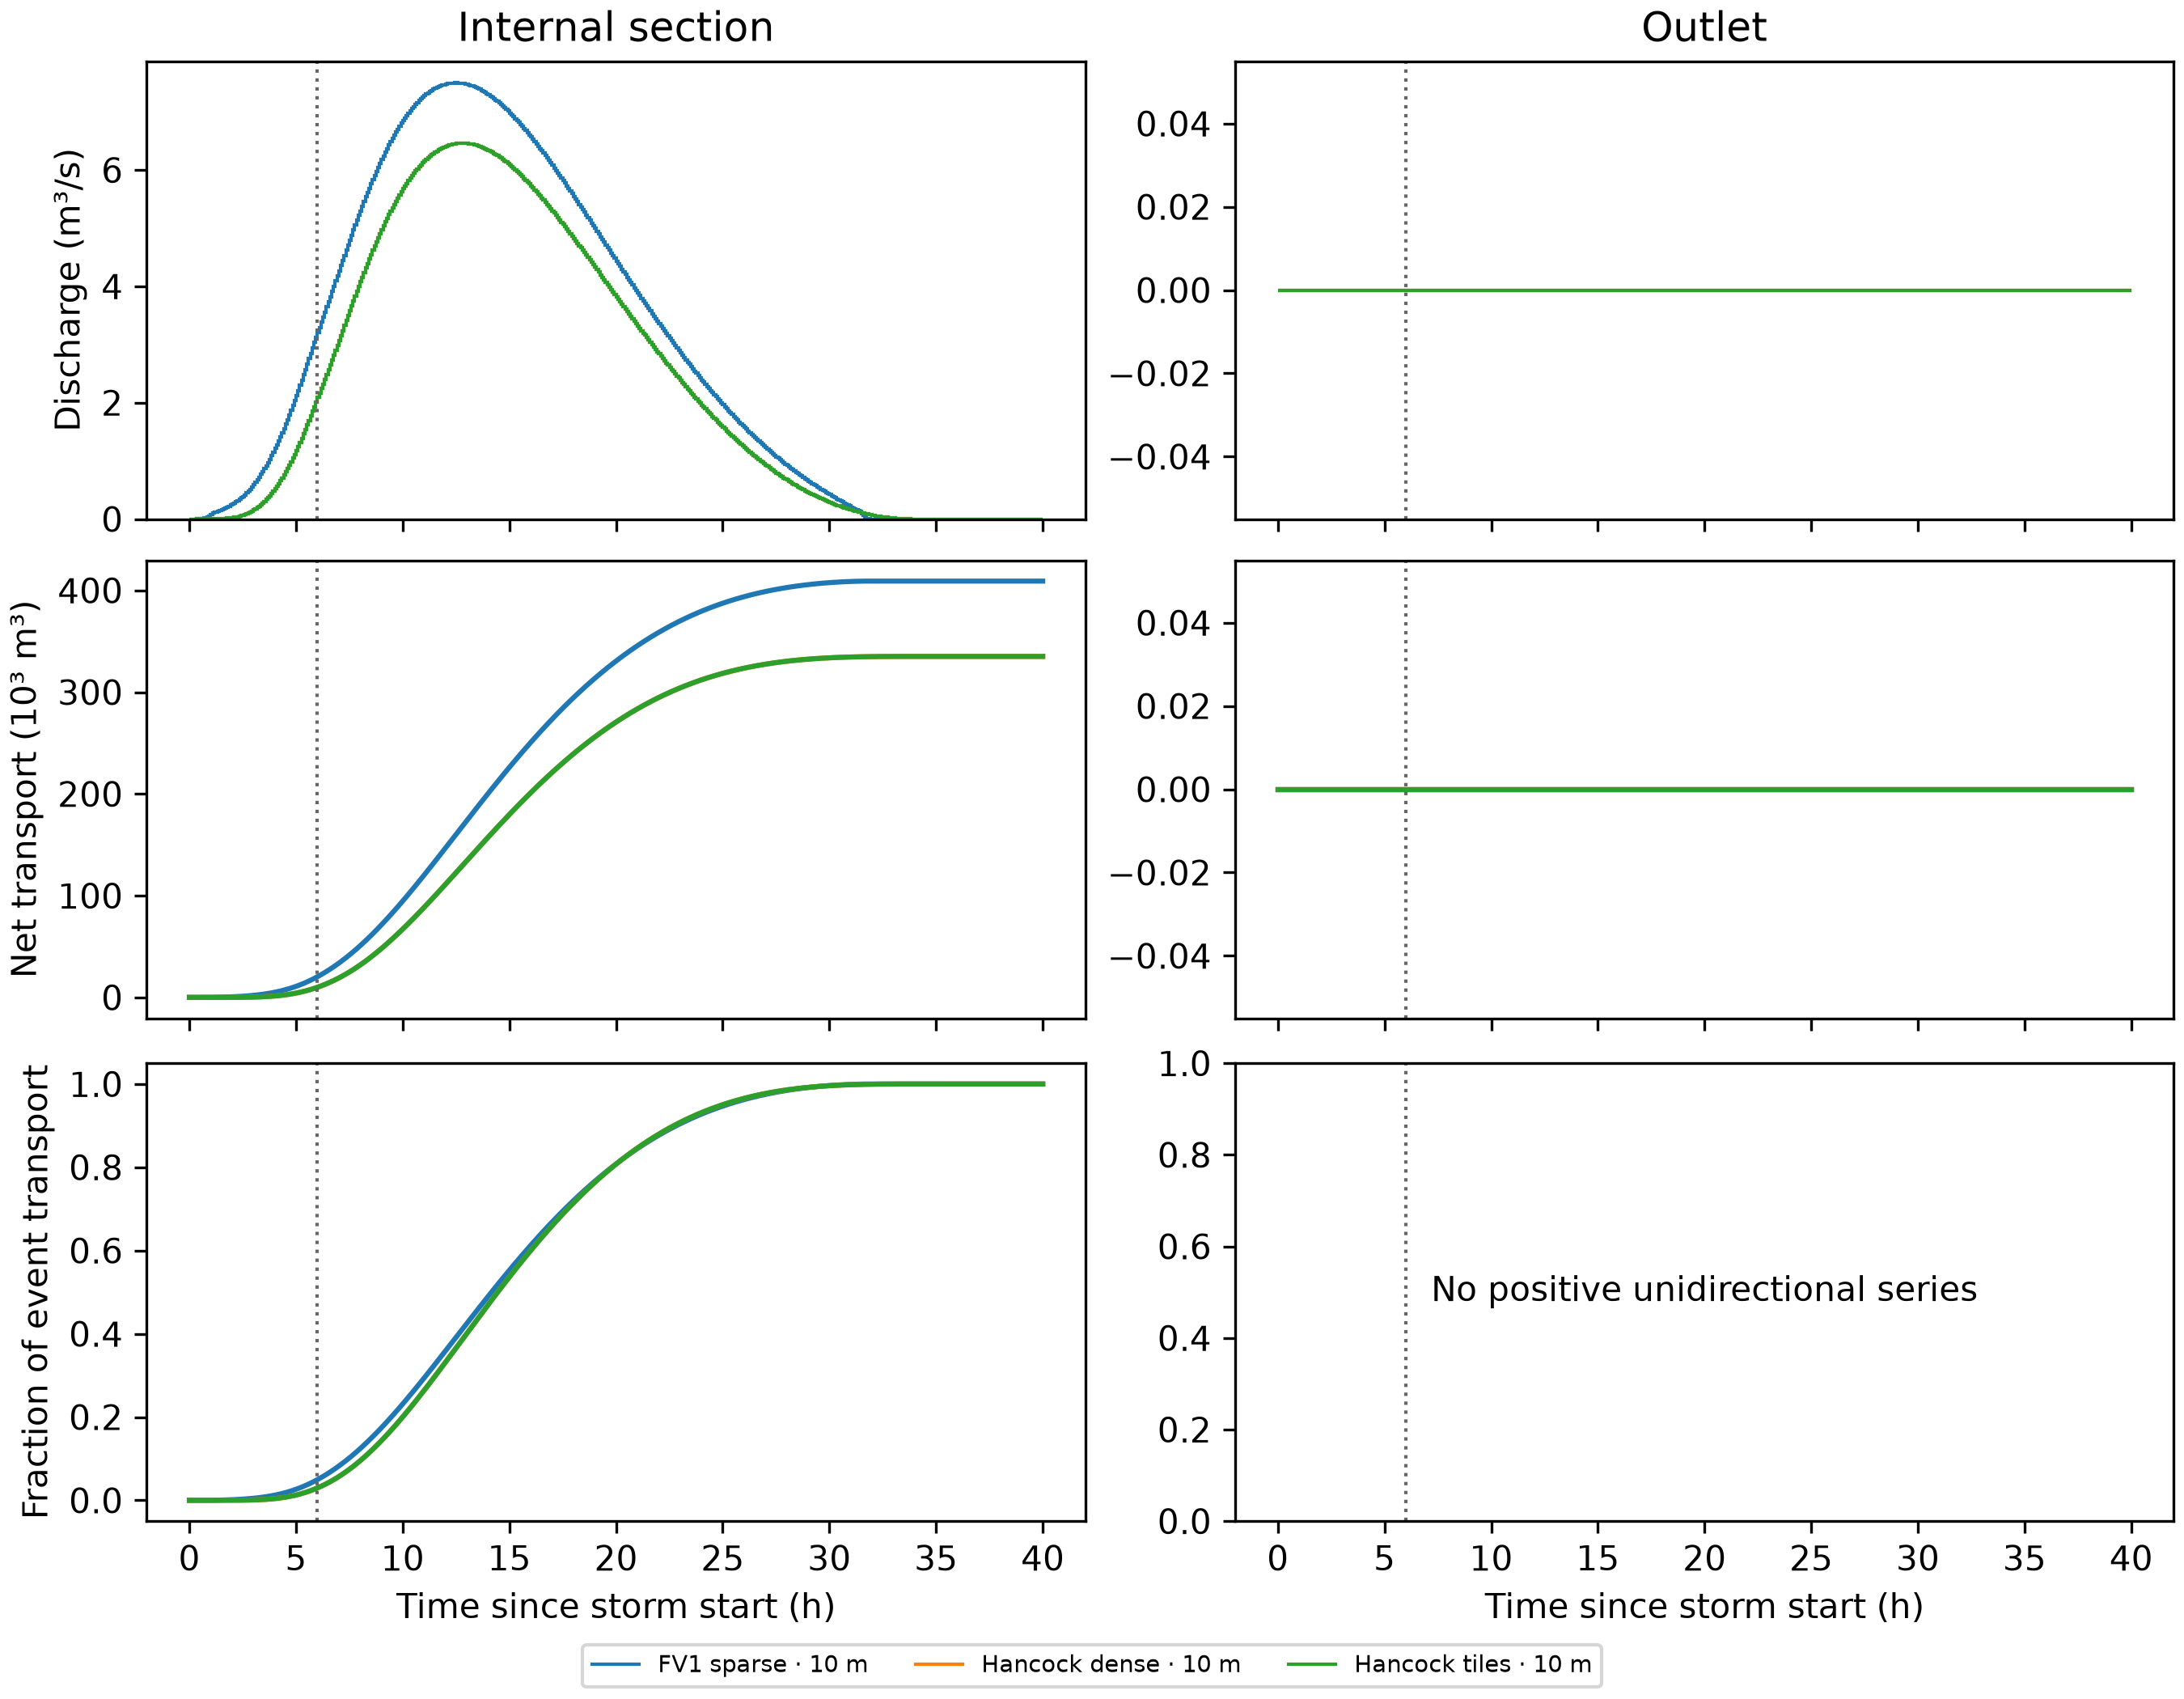 Internal section
Outlet
Discharge (m³/s)
6
4
2
0
0.04
0.02
0.00
−0.02
−0.04
Net transport (10³ m³)
400
300
200
100
0
0.04
0.02
0.00
−0.02
−0.04
Fraction of event transport
1.0
0.8
0.6
0.4
0.2
0.0
1.0
0.8
0.6
0.4
0.2
0.0
No positive unidirectional series
0 5 10 15 20 25 30 35 40
0 5 10 15 20 25 30 35 40
Time since storm start (h)
Time since storm start (h)
FV1 sparse · 10 m
Hancock dense · 10 m
Hancock tiles · 10 m